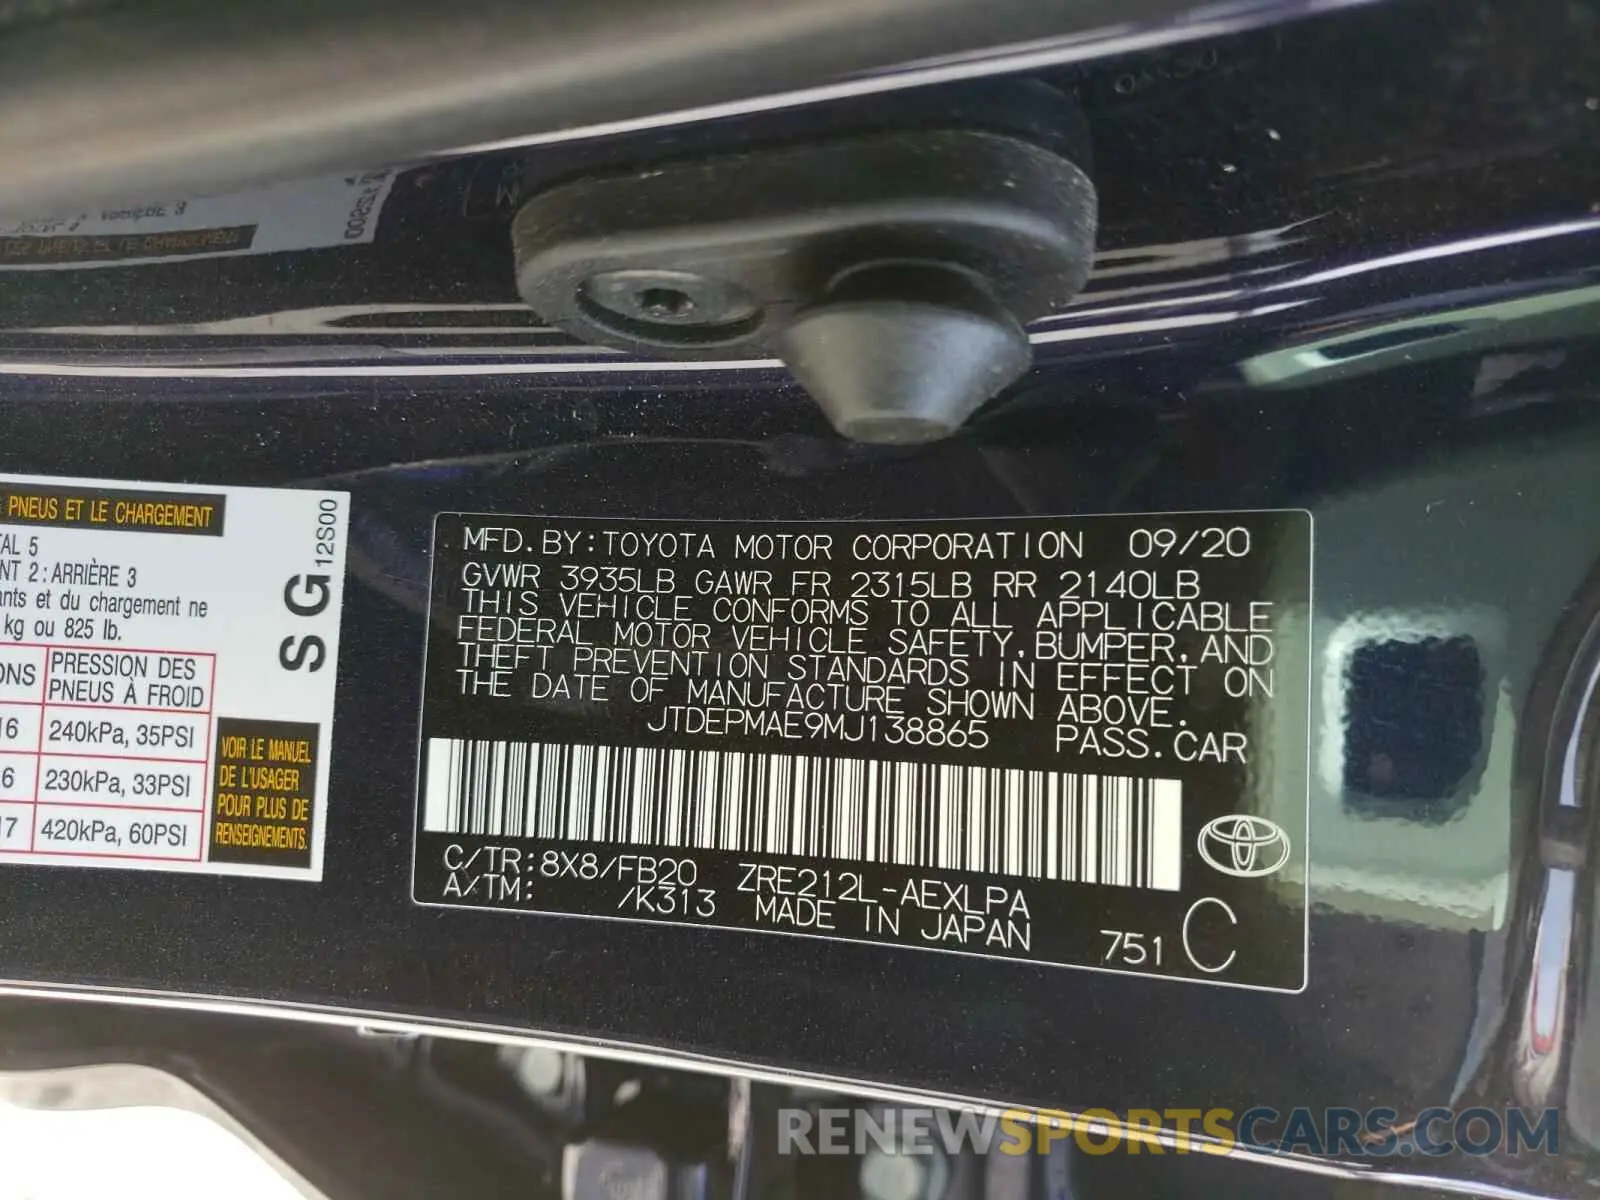 PNEUS ET LE CHARGEMENT
TAL 5
NT 2 : ARRIÈRE 3
ants et du chargement ne
kg ou 825 lb.
ONS PRESSION DES
PNEUS À FROID
16 240kPa, 35PSI
6 230kPa, 33PSI
17 420kPa, 60PSI
VOIR LE MANUEL
DE L'USAGER
POUR PLUS DE
RENSEIGNEMENTS.
SG
12S00
MFD.BY:TOYOTA MOTOR CORPORATION 09/20
GVWR 3935LB GAWR FR 2315LB RR 2140LB
THIS VEHICLE CONFORMS TO ALL APPLICABLE
FEDERAL MOTOR VEHICLE SAFETY,BUMPER,AND
THEFT PREVENTION STANDARDS IN EFFECT ON
THE DATE OF MANUFACTURE SHOWN ABOVE.
JTDEPMAE9MJ138865 PASS.CAR
C/TR:8X8/FB20 ZRE212L-AEXLPA
A/TM: /K313 MADE IN JAPAN
751 C
RENEWSPORTSCARS.COM